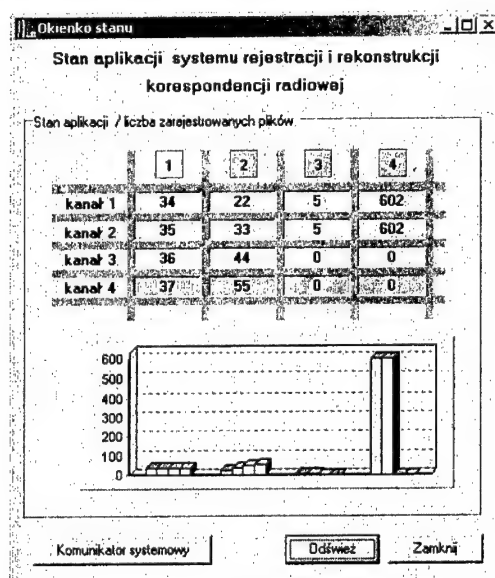 Okienko stanu
Stan aplikacji systemu rejestracji i rekonstrukcji
korespondencji radiowej
Stan aplikacji / liczba zarejestrowanych plików
1 2 3 4
kanał 1 34 22 5 602
kanał 2 35 33 5 602
kanał 3 36 44 0 0
kanał 4 37 55 0 0
600
500
400
300
200
100
0
Komunikator systemowy Odśwież Zamknij